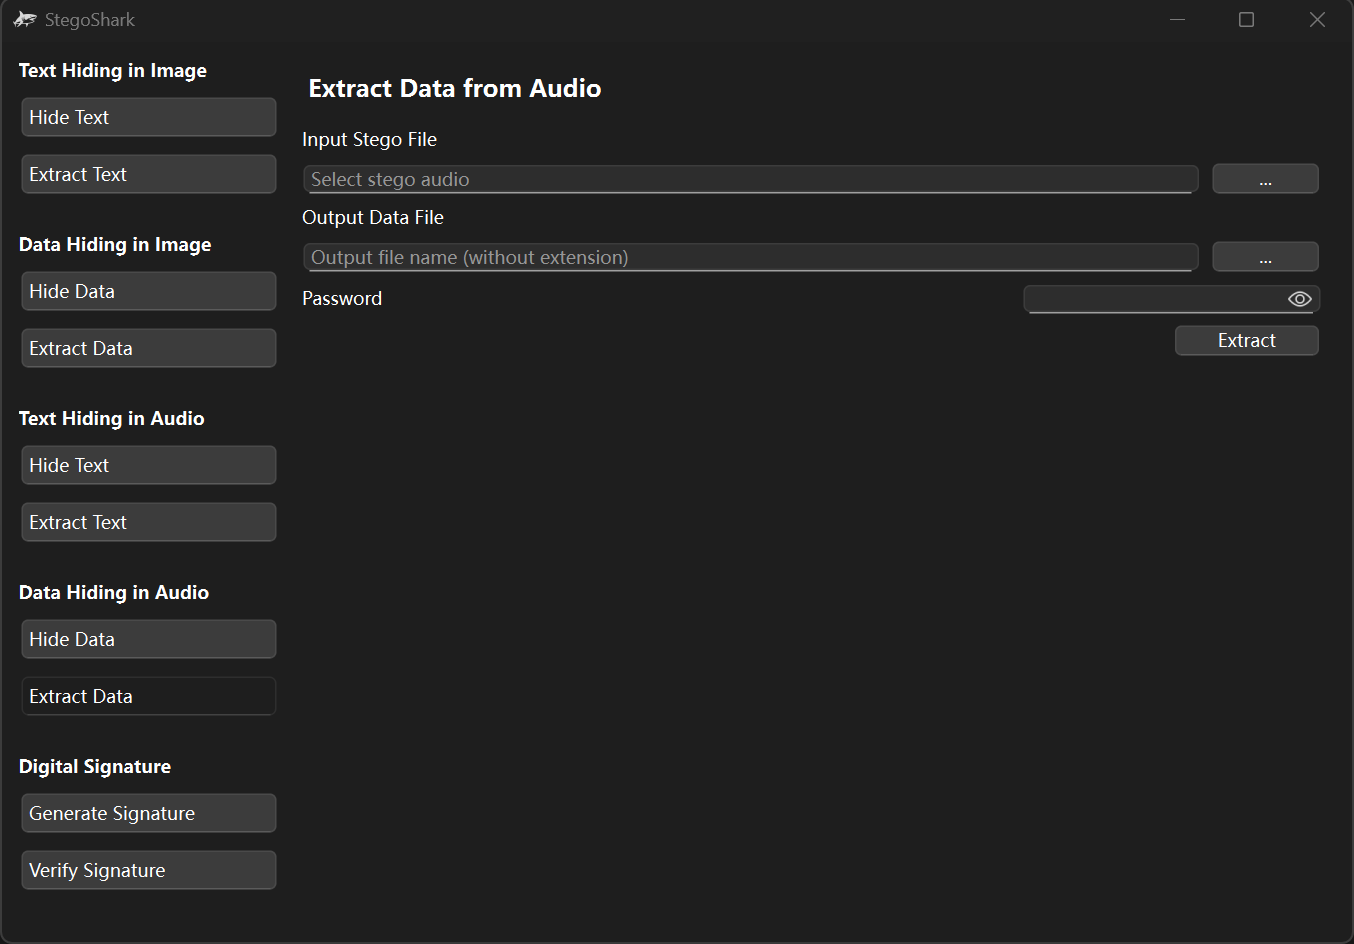 StegoShark
Text Hiding in Image
Hide Text
Extract Text
Data Hiding in Image
Hide Data
Extract Data
Text Hiding in Audio
Hide Text
Extract Text
Data Hiding in Audio
Hide Data
Extract Data
Digital Signature
Generate Signature
Verify Signature
Extract Data from Audio
Input Stego File
Select stego audio
...
Output Data File
Output file name (without extension)
...
Password
Extract